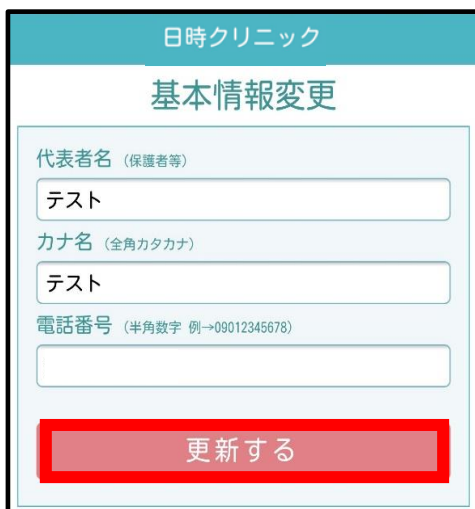 日時クリニック
基本情報変更
代表者名 (保護者等)
テスト
カナ名 (全角カタカナ)
テスト
電話番号 (半角数字 例→09012345678)
更新する